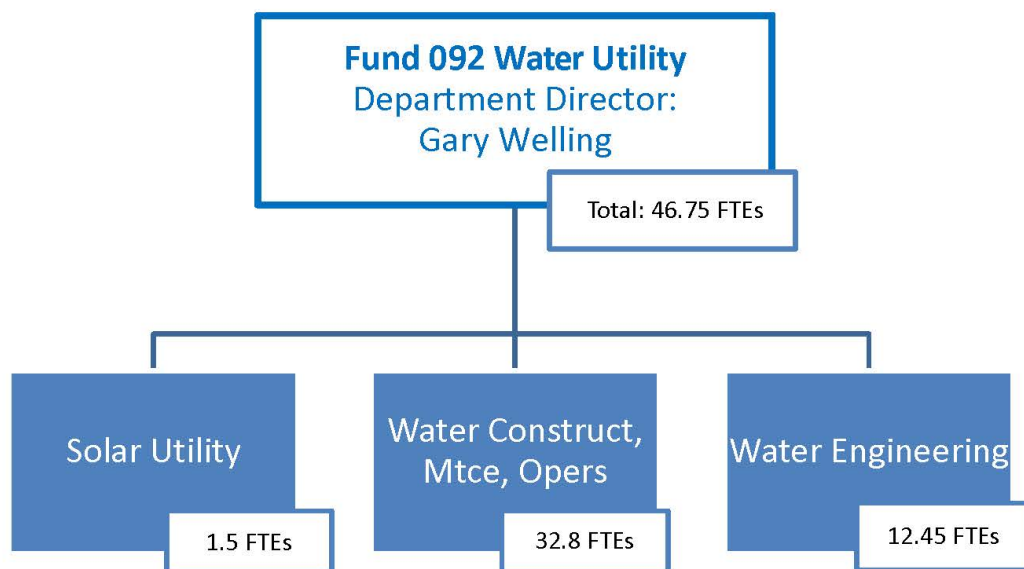 Fund 092 Water Utility
Department Director:
Gary Welling
Total: 46.75 FTEs
Solar Utility
1.5 FTEs
Water Construct,
Mtce, Opers
32.8 FTEs
Water Engineering
12.45 FTEs